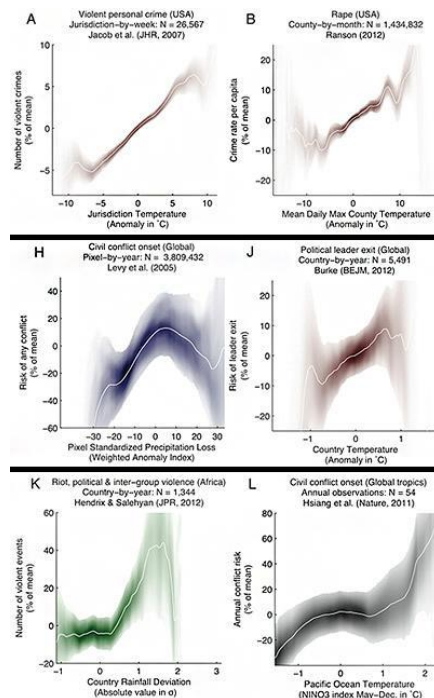 A
Violent personal crime (USA)
Jurisdiction-by-week: N = 26,567
Jacob et al. (JHR, 2007)
Number of violent crimes
(% of mean)
5
0
−5
−10 −5 0 5 10
Jurisdiction Temperature
(Anomaly in ˚C)
B
Rape (USA)
County-by-month: N = 1,434,832
Ranson (2012)
Crime rate per capita
(% of mean)
20
10
0
−10
−20
−10 0 10
Mean Daily Max County Temperature
(Anomaly in ˚C)
H
Civil conflict onset (Global)
Pixel-by-year: N = 3,809,432
Levy et al. (2005)
Risk of any conflict
(% of mean)
40
20
0
−20
−40
−60
−30 −20 −10 0 10 20 30
Pixel Standardized Precipitation Loss
(Weighted Anomaly Index)
J
Political leader exit (Global)
Country-by-year: N = 5,491
Burke (BEJM, 2012)
Risk of leader exit
(% of mean)
20
10
0
−10
−20
−1 0 1
Country Temperature
(Anomaly in ˚C)
K
Riot, political & inter-group violence (Africa)
Country-by-year: N = 1,344
Hendrix & Salehyan (JPR, 2012)
Number of violent events
(% of mean)
60
40
20
0
−20
−1 0 1 2 3
Country Rainfall Deviation
(Absolute value in σ)
L
Civil conflict onset (Global tropics)
Annual observations: N = 54
Hsiang et al. (Nature, 2011)
Annual conflict risk
(% of mean)
80
60
40
20
0
−20
−1 0 1 2
Pacific Ocean Temperature
(NINO3 index May−Dec. in ˚C)